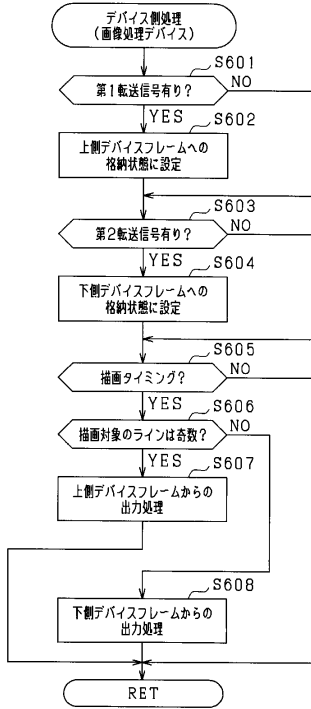 デバイス側処理
(画像処理デバイス)
S601
第1転送信号有り?
NO
YES
S602
上側デバイスフレームへの
格納状態に設定
S603
第2転送信号有り?
NO
YES
S604
下側デバイスフレームへの
格納状態に設定
S605
描画タイミング?
NO
YES
S606
描画対象のラインは奇数?
NO
YES
S607
上側デバイスフレームからの
出力処理
S608
下側デバイスフレームからの
出力処理
RET